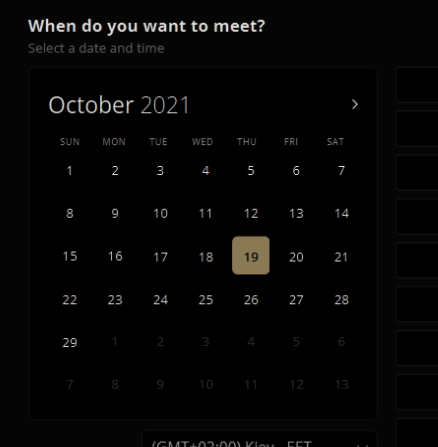 When do you want to meet?
Select a date and time
October 2021
SUN MON TUE WED THU FRI SAT
1 2 3 4 5 6 7
8 9 10 11 12 13 14
15 16 17 18 19 20 21
22 23 24 25 26 27 28
29 1 2 3 4 5 6
7 8 9 10 11 12 13
(GMT+02:00) Kiev - EET